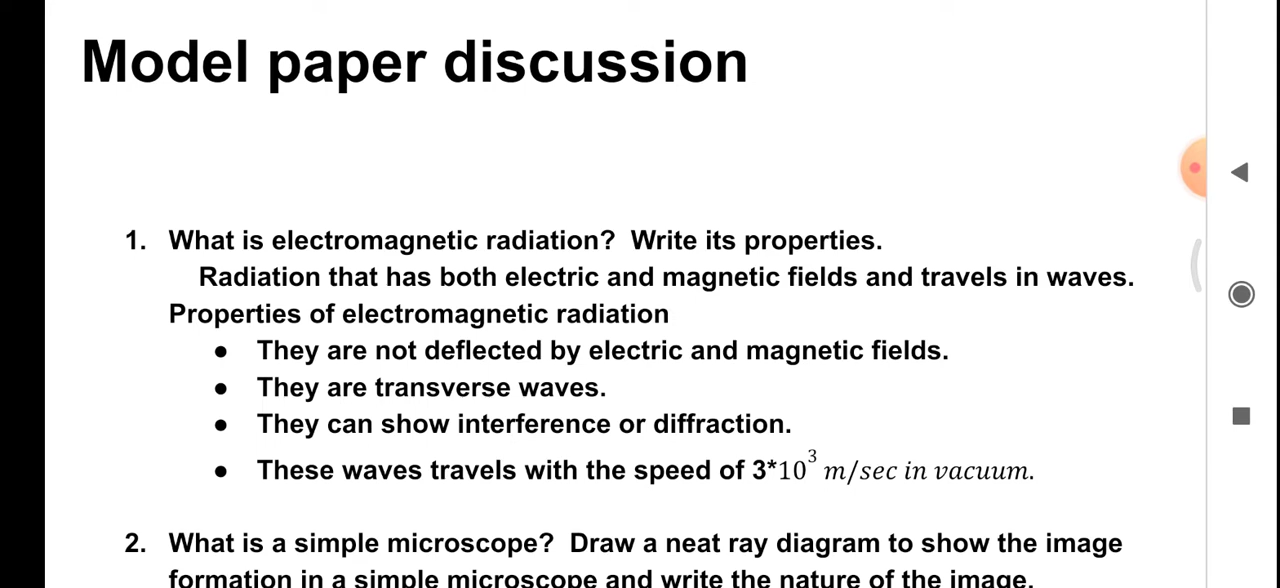 Model paper discussion
1. What is electromagnetic radiation? Write its properties.
Radiation that has both electric and magnetic fields and travels in waves.
Properties of electromagnetic radiation
● They are not deflected by electric and magnetic fields.
● They are transverse waves.
● They can show interference or diffraction.
● These waves travels with the speed of 3*10³ m/sec in vacuum.
2. What is a simple microscope? Draw a neat ray diagram to show the image
formation in a simple microscope and write the nature of the image.